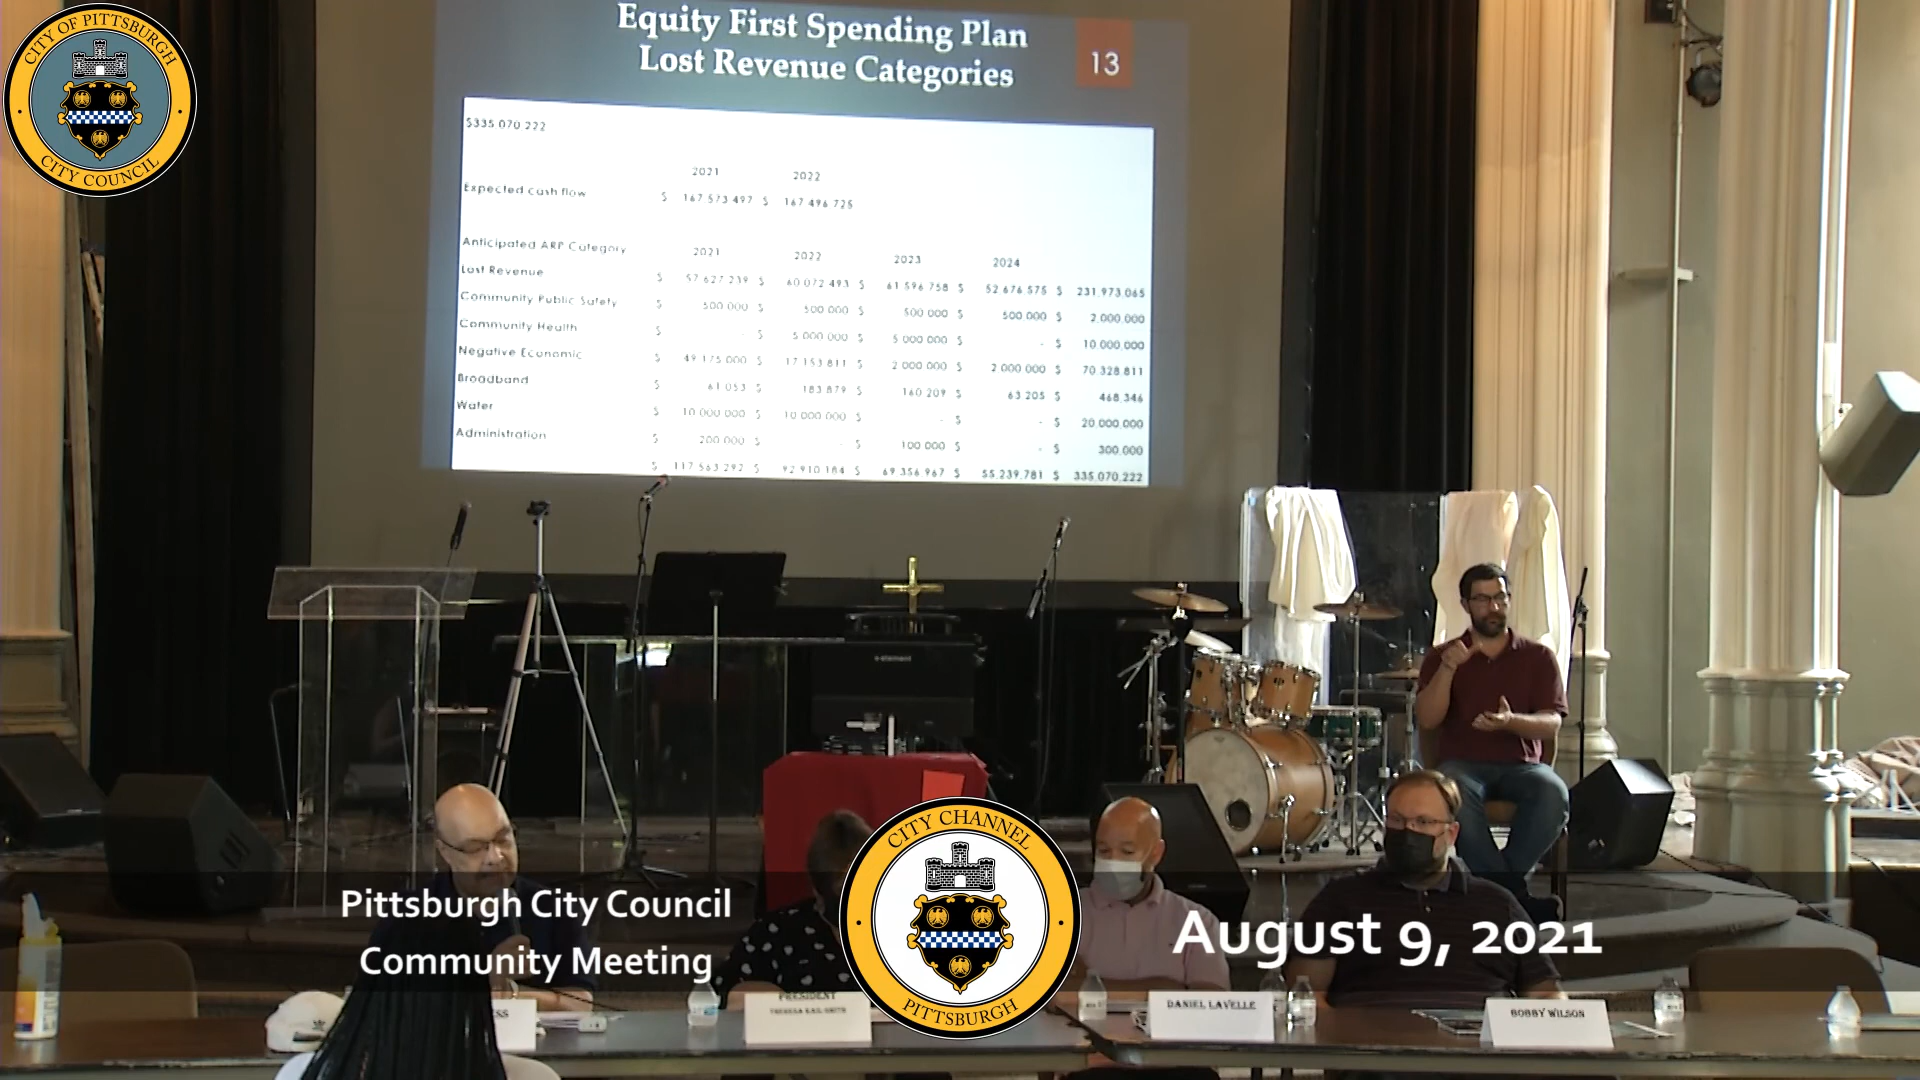 CITY OF PITTSBURGH
CITY COUNCIL
Equity First Spending Plan
Lost Revenue Categories
13
$335,070,222
2021 2022
Expected cash flow $ 167,573,497 $ 167,496,725
Anticipated ARP Category 2021 2022 2023 2024
Lost Revenue $ 57,627,239 $ 60,072,493 $ 61,596,758 $ 52,676,575 $ 231,973,065
Community Public Safety $ 500,000 $ 500,000 $ 500,000 $ 500,000 $ 2,000,000
Community Health $ - $ 5,000,000 $ 5,000,000 $ - $ 10,000,000
Negative Economic $ 49,175,000 $ 17,153,811 $ 2,000,000 $ 2,000,000 $ 70,328,811
Broadband $ 61,053 $ 183,879 $ 160,209 $ 63,205 $ 468,346
Water $ 10,000,000 $ 10,000,000 $ - $ - $ 20,000,000
Administration $ 200,000 $ - $ 100,000 $ - $ 300,000
$ 117,563,292 $ 92,910,184 $ 69,356,967 $ 55,239,781 $ 335,070,222
Pittsburgh City Council
Community Meeting
CITY CHANNEL
PITTSBURGH
August 9, 2021
PRESIDENT
THERESA KAIL-SMITH
DANIEL LAVELLE
BOBBY WILSON